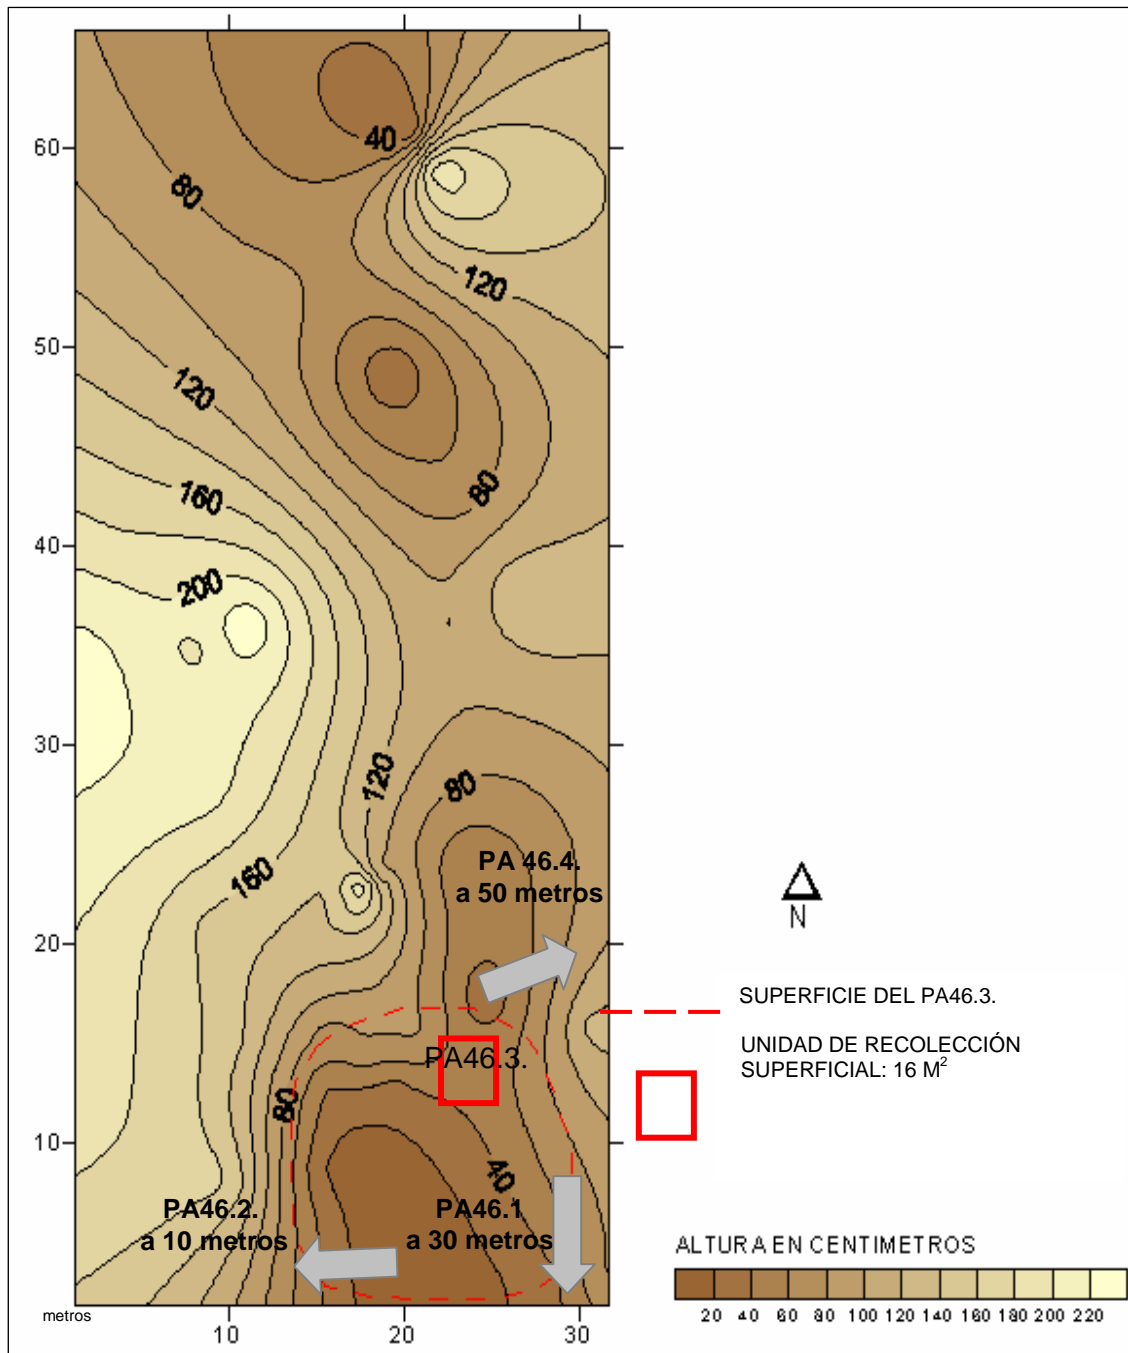 40
60
80
120
50
120
80
160
40
200
30
120
80
PA 46.4.
a 50 metros
160
N
20
SUPERFICIE DEL PA46.3.
UNIDAD DE RECOLECCIÓN
SUPERFICIAL: 16 M²
PA46.3.
80
10
40
PA46.2.
a 10 metros
PA46.1
a 30 metros
ALTURA EN CENTIMETROS
20 40 60 80 100 120 140 160 180 200 220
metros
10 20 30